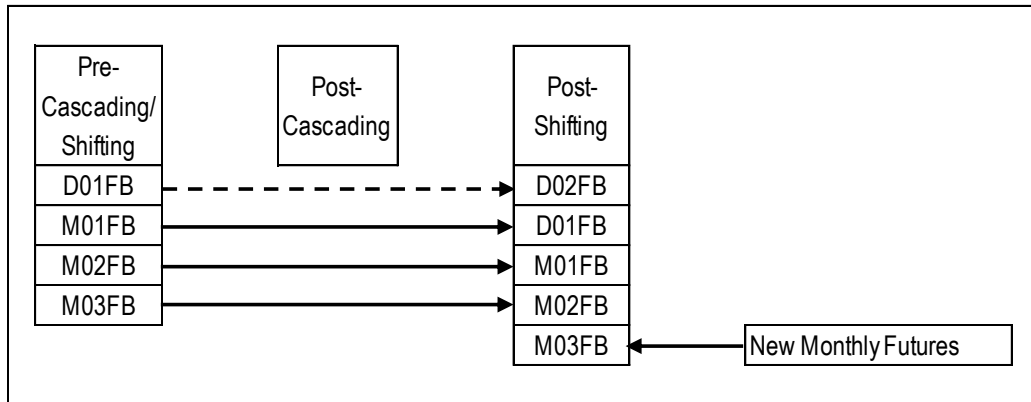 Pre-
Cascading/
Shifting
Post-
Cascading
Post-
Shifting
D01FB
D02FB
M01FB
D01FB
M02FB
M01FB
M03FB
M02FB
M03FB
New Monthly Futures